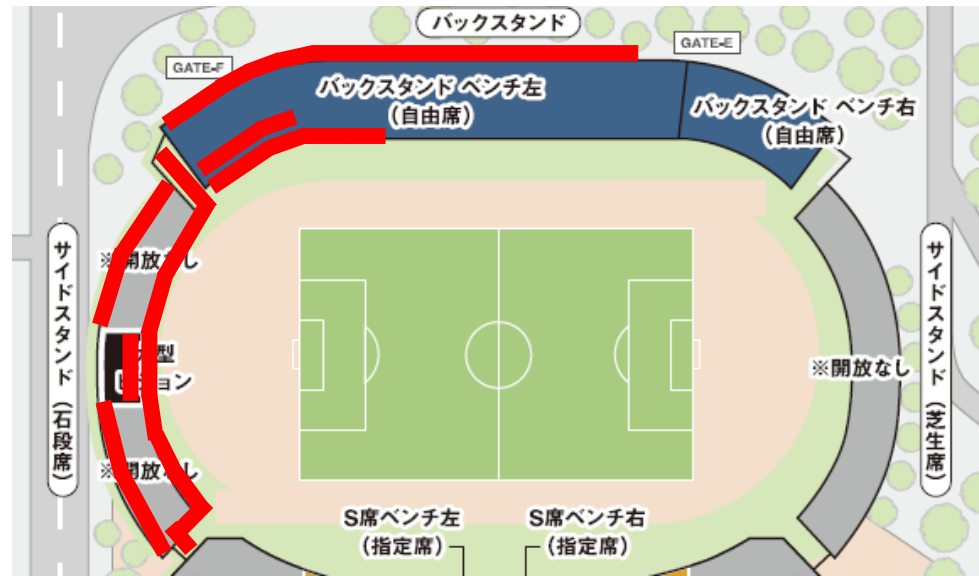 バックスタンド
GATE-E
GATE-F
バックスタンド ベンチ左
（自由席）
バックスタンド ベンチ右
（自由席）
サイドスタンド（石段席）
※開放なし
型
ョン
※開放なし
※開放なし
サイドスタンド（芝生席）
S席ベンチ左
（指定席）
S席ベンチ右
（指定席）